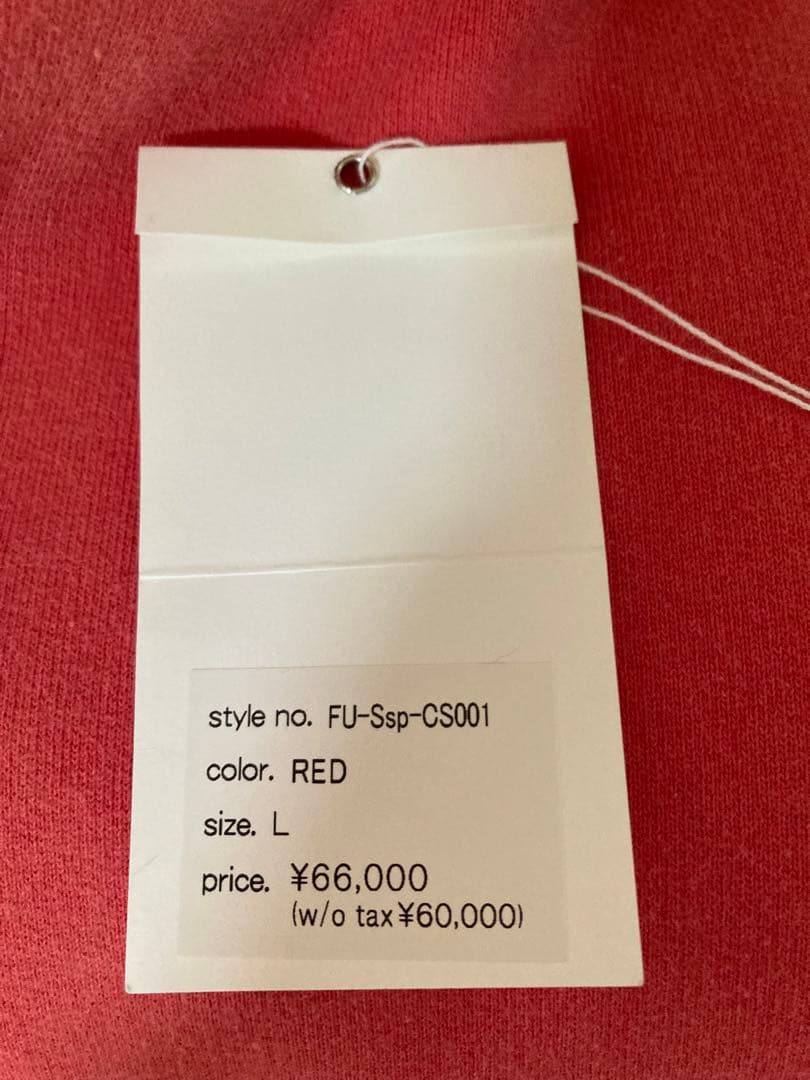 style no. FU-Ssp-CS001
color. RED
size. L
price. ¥66,000
(w/o tax¥60,000)